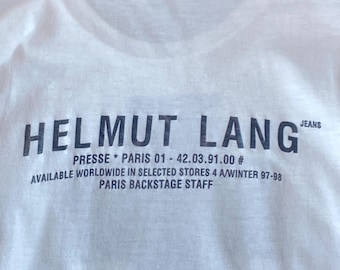 HELMUT LANG JEANS
PRESSE * PARIS 01 - 42.03.91.00 #
AVAILABLE WORLDWIDE IN SELECTED STORES 4 A/WINTER 97-98
PARIS BACKSTAGE STAFF